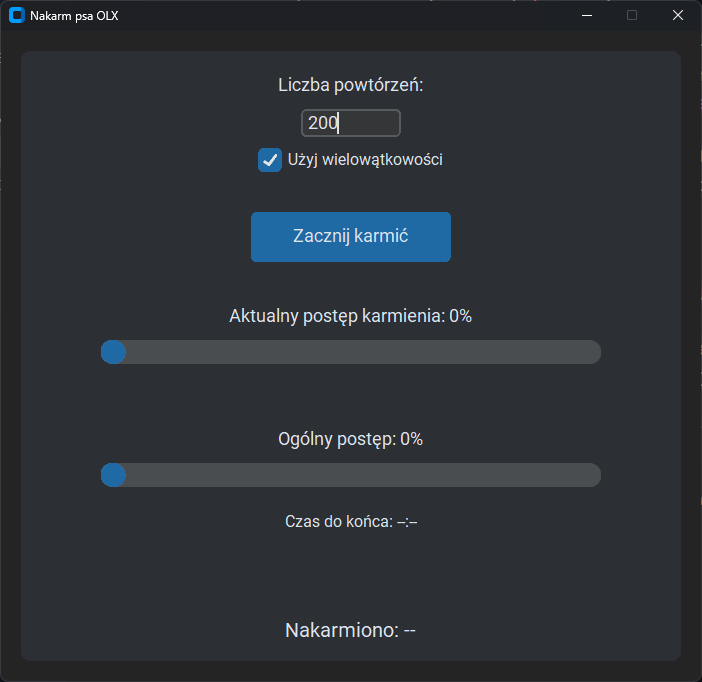 Nakarm psa OLX
Liczba powtórzeń:
200
Użyj wielowątkowości
Zacznij karmić
Aktualny postęp karmienia: 0%
Ogólny postęp: 0%
Czas do końca: --:--
Nakarmiono: --